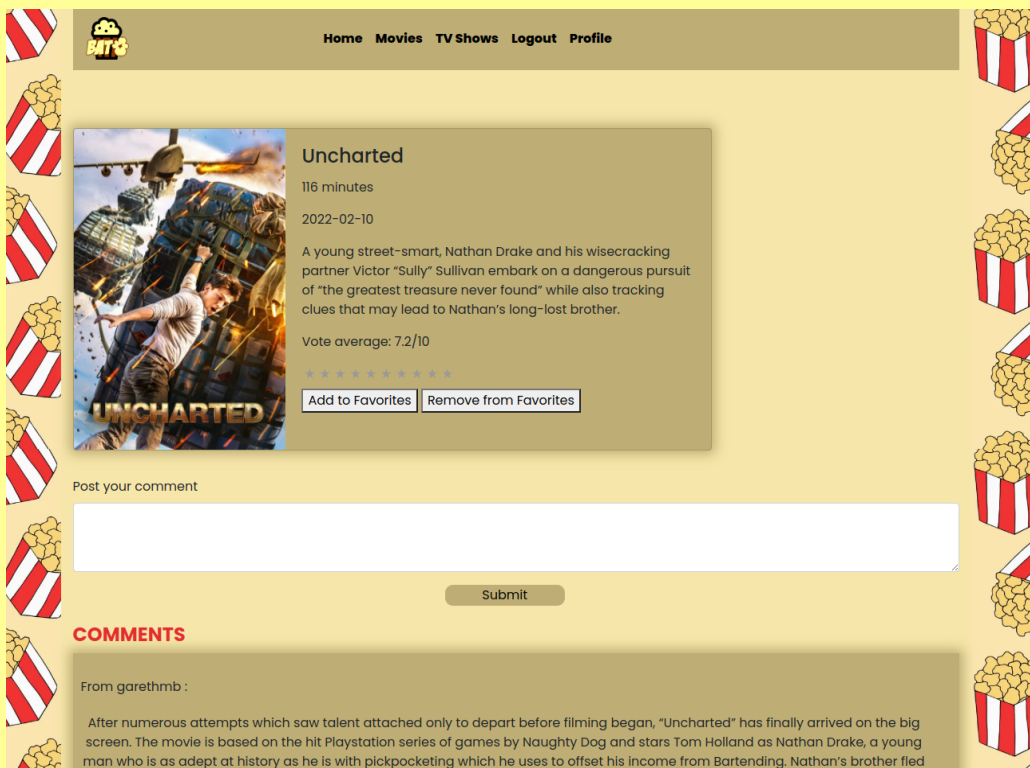 BATO
Home Movies TV Shows Logout Profile
Uncharted
116 minutes
2022-02-10
A young street-smart, Nathan Drake and his wisecracking
partner Victor “Sully” Sullivan embark on a dangerous pursuit
of “the greatest treasure never found” while also tracking
clues that may lead to Nathan’s long-lost brother.
Vote average: 7.2/10
★ ★ ★ ★ ★ ★ ★ ★ ★ ★
Add to Favorites Remove from Favorites
UNCHARTED
Post your comment
Submit
COMMENTS
From garethmb :
After numerous attempts which saw talent attached only to depart before filming began, “Uncharted” has finally arrived on the big
screen. The movie is based on the hit Playstation series of games by Naughty Dog and stars Tom Holland as Nathan Drake, a young
man who is as adept at history as he is with pickpocketing which he uses to offset his income from Bartending. Nathan’s brother fled